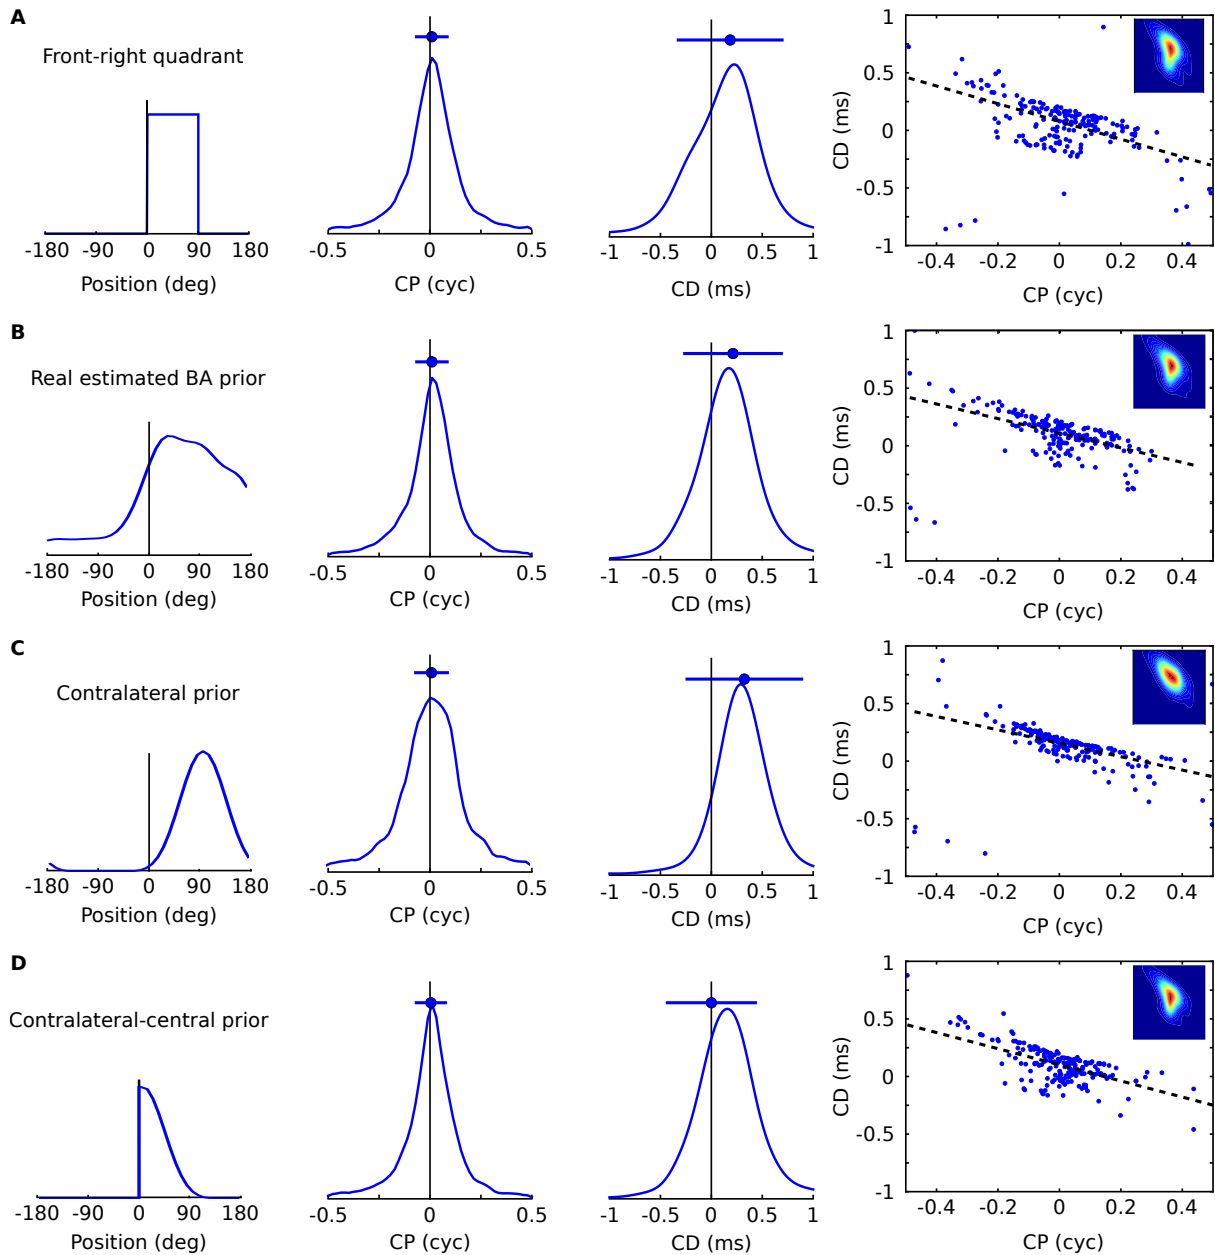 A
Front-right quadrant
-180 -90 0 90 180
Position (deg)
-0.5 0 0.5
CP (cyc)
-1 -0.5 0 0.5 1
CD (ms)
1
0.5
0
-0.5
-1
CD (ms)
-0.4 -0.2 0 0.2 0.4
CP (cyc)
B
Real estimated BA prior
-180 -90 0 90 180
Position (deg)
-0.5 0 0.5
CP (cyc)
-1 -0.5 0 0.5 1
CD (ms)
1
0.5
0
-0.5
-1
CD (ms)
-0.4 -0.2 0 0.2 0.4
CP (cyc)
C
Contralateral prior
-180 -90 0 90 180
Position (deg)
-0.5 0 0.5
CP (cyc)
-1 -0.5 0 0.5 1
CD (ms)
1
0.5
0
-0.5
-1
CD (ms)
-0.4 -0.2 0 0.2 0.4
CP (cyc)
D
Contralateral-central prior
-180 -90 0 90 180
Position (deg)
-0.5 0 0.5
CP (cyc)
-1 -0.5 0 0.5 1
CD (ms)
1
0.5
0
-0.5
-1
CD (ms)
-0.4 -0.2 0 0.2 0.4
CP (cyc)